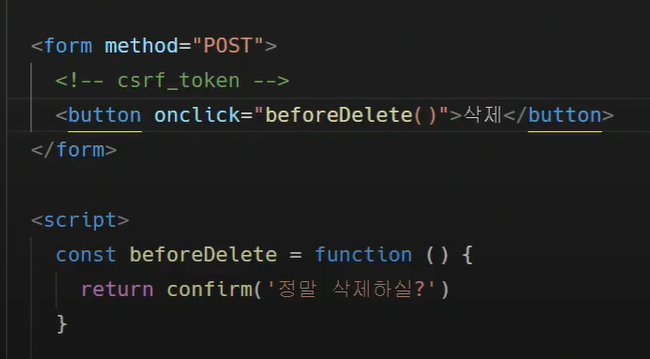 <form method="POST">
<!-- csrf_token -->
<button onclick="beforeDelete()">삭제</button>
</form>
<script>
const beforeDelete = function () {
return confirm('정말 삭제하실?')
}